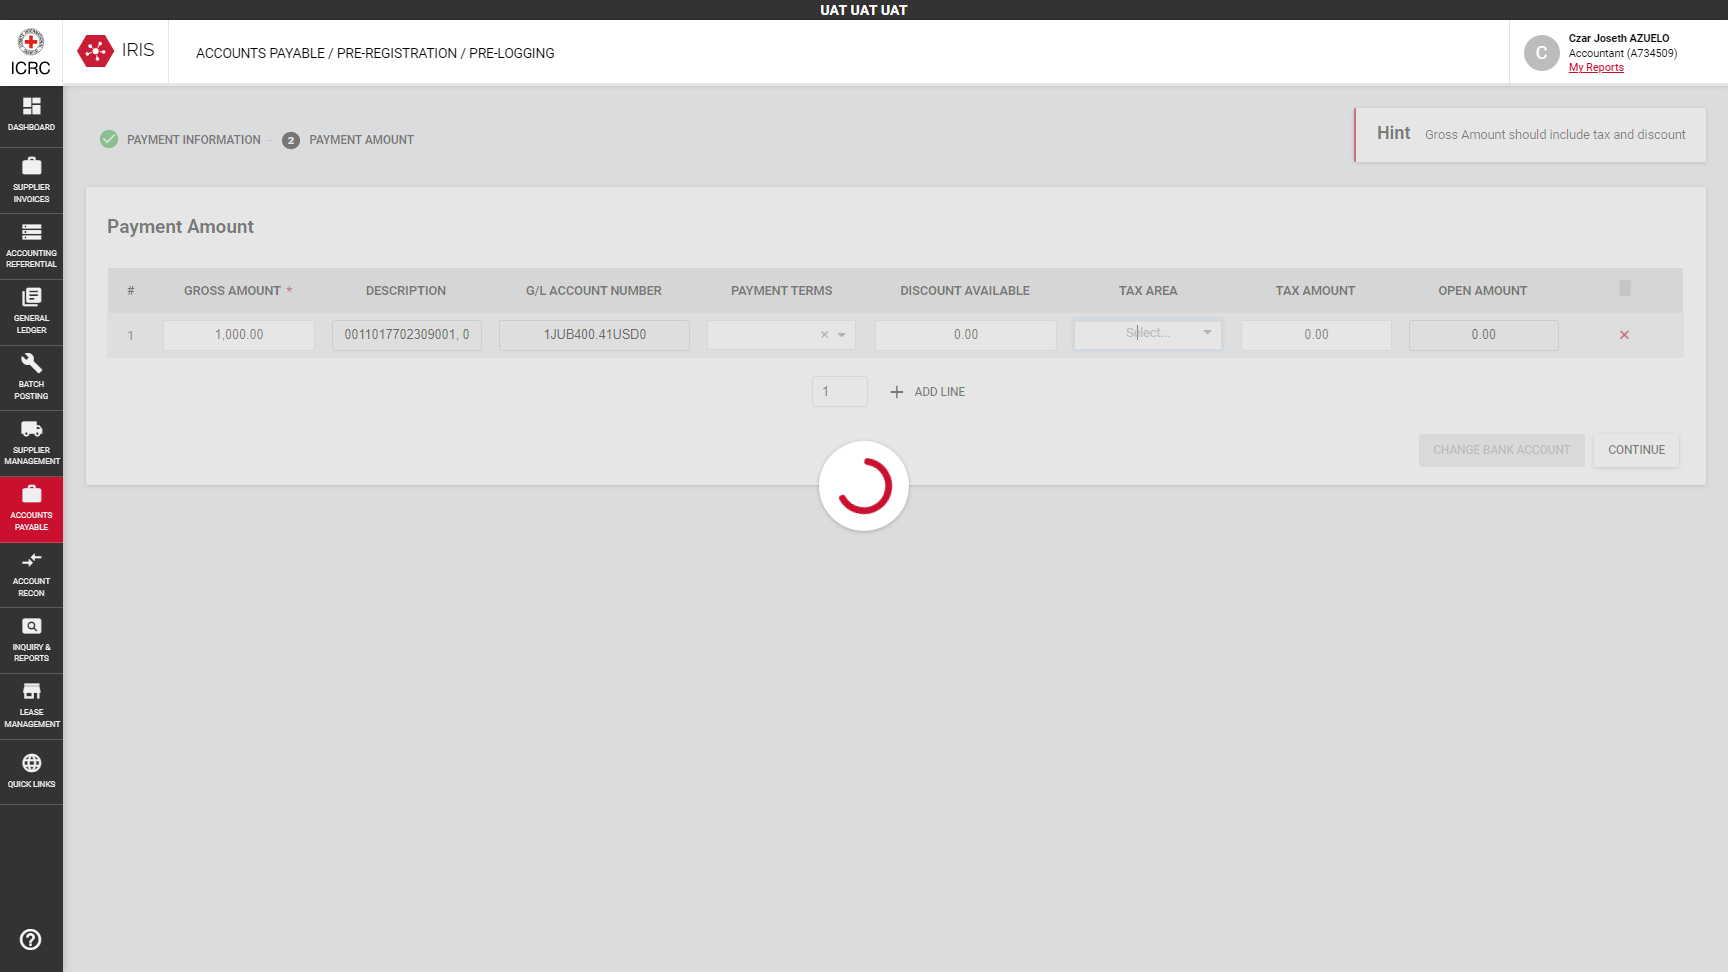 UAT UAT UAT
ICRC
IRIS
ACCOUNTS PAYABLE / PRE-REGISTRATION / PRE-LOGGING
C
Czar Joseth AZUELO
Accountant (A734509)
My Reports
DASHBOARD
SUPPLIER
INVOICES
ACCOUNTING
REFERENTIAL
GENERAL
LEDGER
BATCH
POSTING
SUPPLIER
MANAGEMENT
ACCOUNTS
PAYABLE
ACCOUNT
RECON
INQUIRY &
REPORTS
LEASE
MANAGEMENT
QUICK LINKS
PAYMENT INFORMATION
2 PAYMENT AMOUNT
Hint Gross Amount should include tax and discount
Payment Amount
# GROSS AMOUNT * DESCRIPTION G/L ACCOUNT NUMBER PAYMENT TERMS DISCOUNT AVAILABLE TAX AREA TAX AMOUNT OPEN AMOUNT
1 1,000.00 0011017702309001, 0 1JUB400.41USD0 0.00 Select... 0.00 0.00
1 ADD LINE
CHANGE BANK ACCOUNT CONTINUE